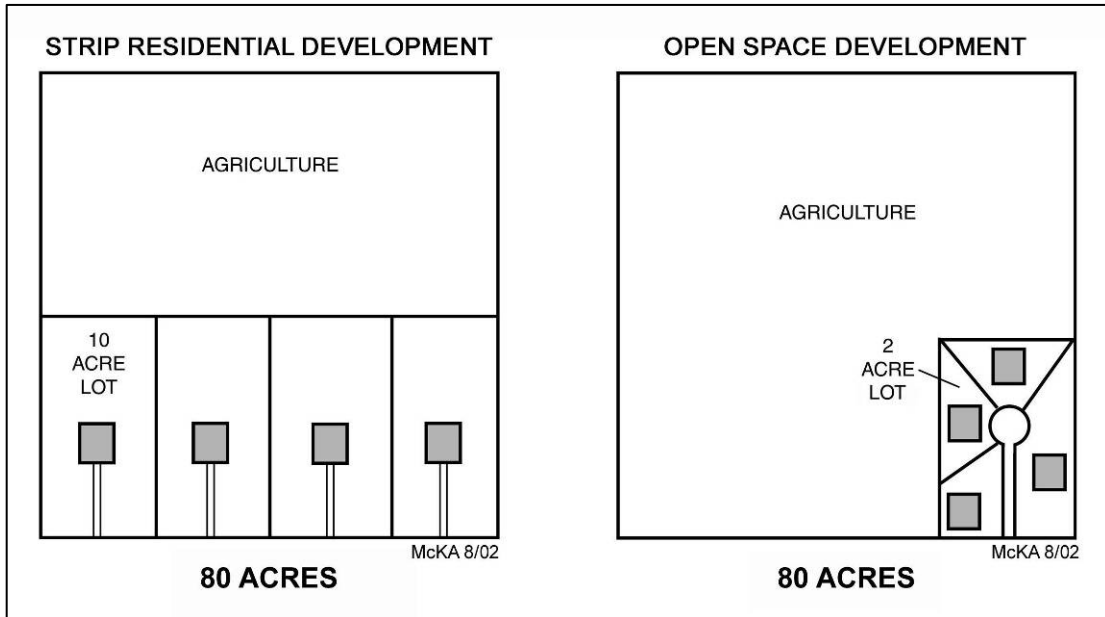 STRIP RESIDENTIAL DEVELOPMENT
AGRICULTURE
10
ACRE
LOT
McKA 8/02
80 ACRES
OPEN SPACE DEVELOPMENT
AGRICULTURE
2
ACRE
LOT
McKA 8/02
80 ACRES